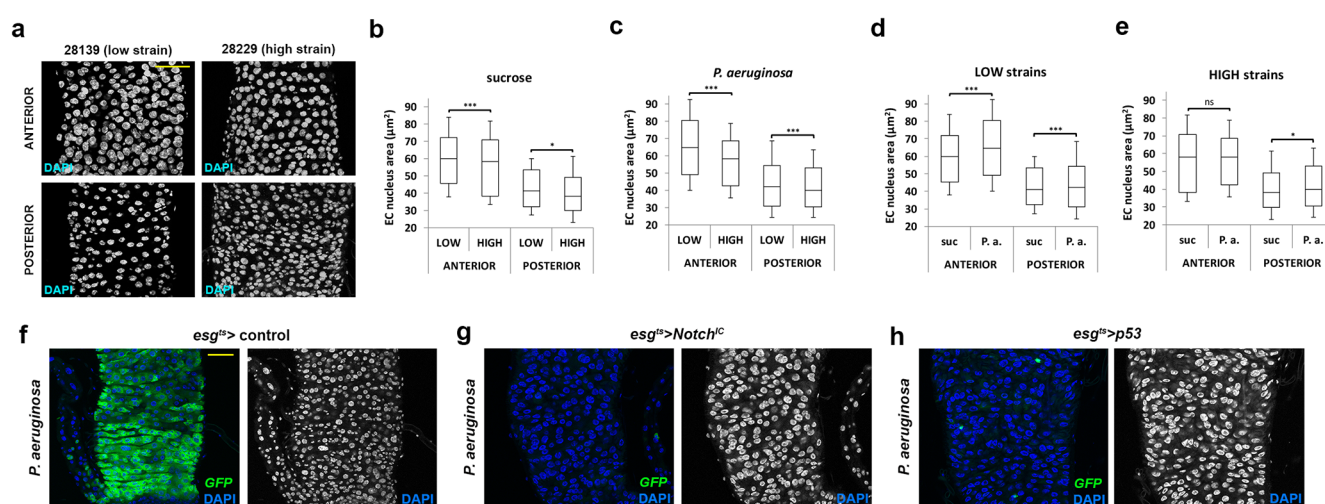 a
28139 (low strain) 28229 (high strain)
ANTERIOR
DAPI DAPI
POSTERIOR
DAPI DAPI
b
sucrose
EC nucleus area (µm²)
90
80
70
60
50
40
30
20
*** *
LOW HIGH LOW HIGH
ANTERIOR POSTERIOR
c
P. aeruginosa
EC nucleus area (µm²)
100
90
80
70
60
50
40
30
20
*** ***
LOW HIGH LOW HIGH
ANTERIOR POSTERIOR
d
LOW strains
EC nucleus area (µm²)
100
90
80
70
60
50
40
30
20
*** ***
suc P. a. suc P. a.
ANTERIOR POSTERIOR
e
HIGH strains
EC nucleus area (µm²)
90
80
70
60
50
40
30
20
ns *
suc P. a. suc P. a.
ANTERIOR POSTERIOR
f
esgts> control
P. aeruginosa
GFP
DAPI DAPI
g
esgts>NotchIC
P. aeruginosa
GFP
DAPI DAPI
h
esgts>p53
P. aeruginosa
GFP
DAPI DAPI